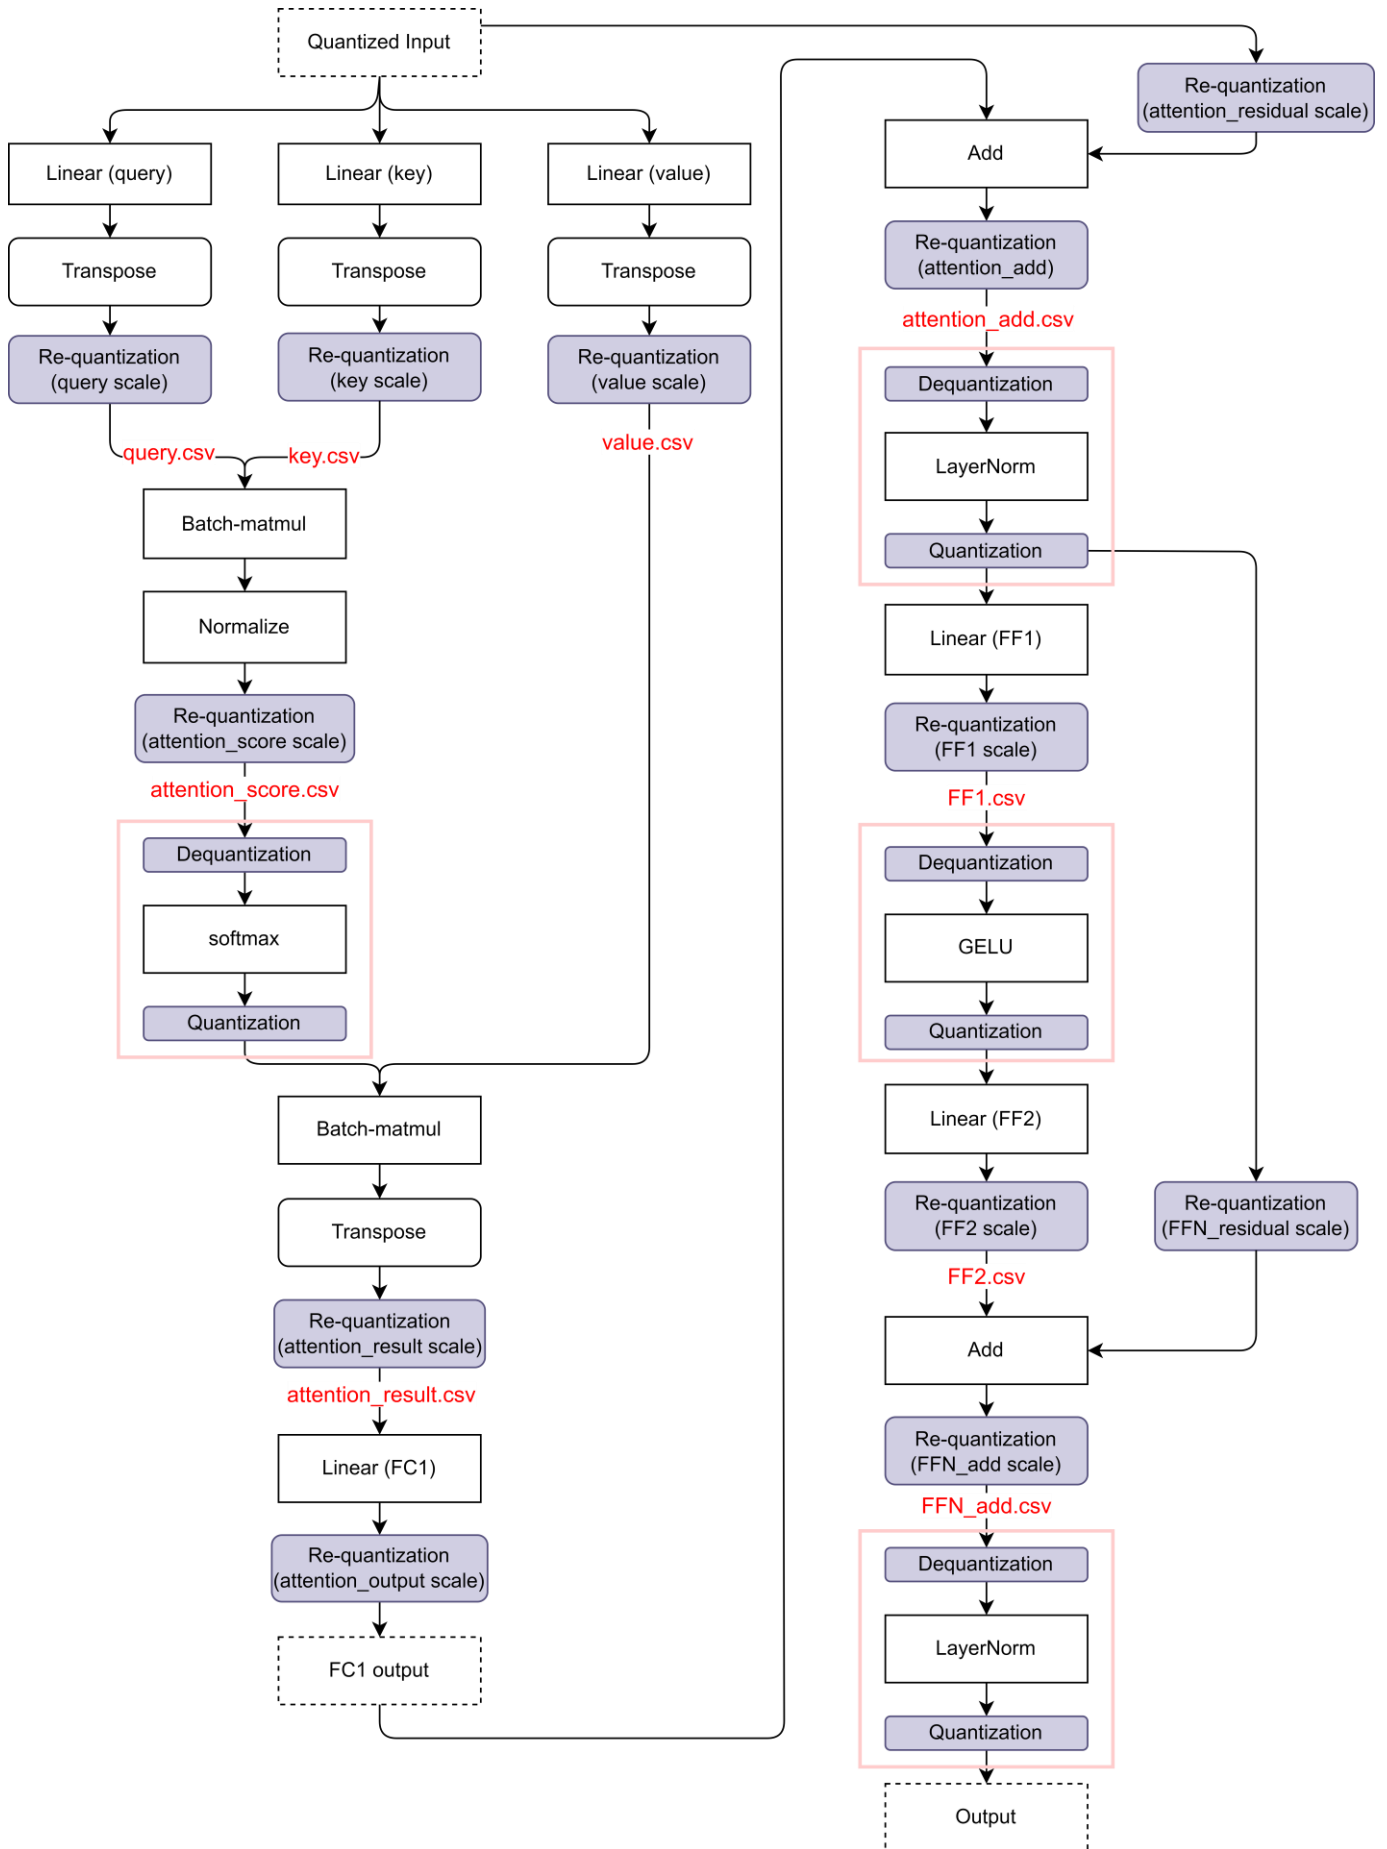 Quantized Input
Linear (query)
Linear (key)
Linear (value)
Transpose
Transpose
Transpose
Re-quantization
(query scale)
Re-quantization
(key scale)
Re-quantization
(value scale)
query.csv
key.csv
value.csv
Batch-matmul
Normalize
Re-quantization
(attention_score scale)
attention_score.csv
Dequantization
softmax
Quantization
Batch-matmul
Transpose
Re-quantization
(attention_result scale)
attention_result.csv
Linear (FC1)
Re-quantization
(attention_output scale)
FC1 output
Re-quantization
(attention_residual scale)
Add
Re-quantization
(attention_add)
attention_add.csv
Dequantization
LayerNorm
Quantization
Linear (FF1)
Re-quantization
(FF1 scale)
FF1.csv
Dequantization
GELU
Quantization
Linear (FF2)
Re-quantization
(FF2 scale)
Re-quantization
(FFN_residual scale)
FF2.csv
Add
Re-quantization
(FFN_add scale)
FFN_add.csv
Dequantization
LayerNorm
Quantization
Output